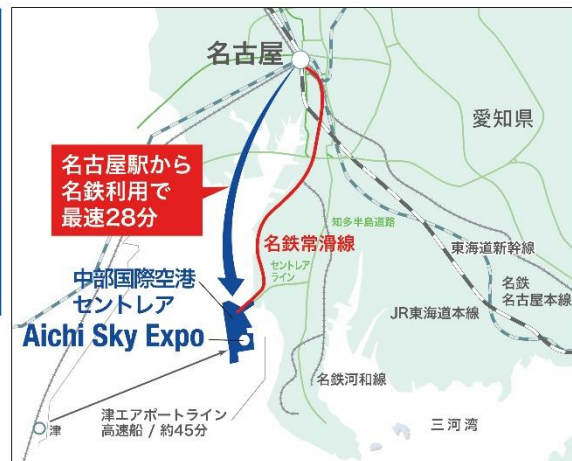 名古屋
愛知県
名古屋駅から
名鉄利用で
最速28分
知多半島道路
名鉄常滑線
東海道新幹線
セントレア
ライン
中部国際空港
セントレア
名鉄
名古屋本線
JR東海道本線
Aichi Sky Expo
名鉄河和線
津エアポートライン
高速船 / 約45分
津
三河湾